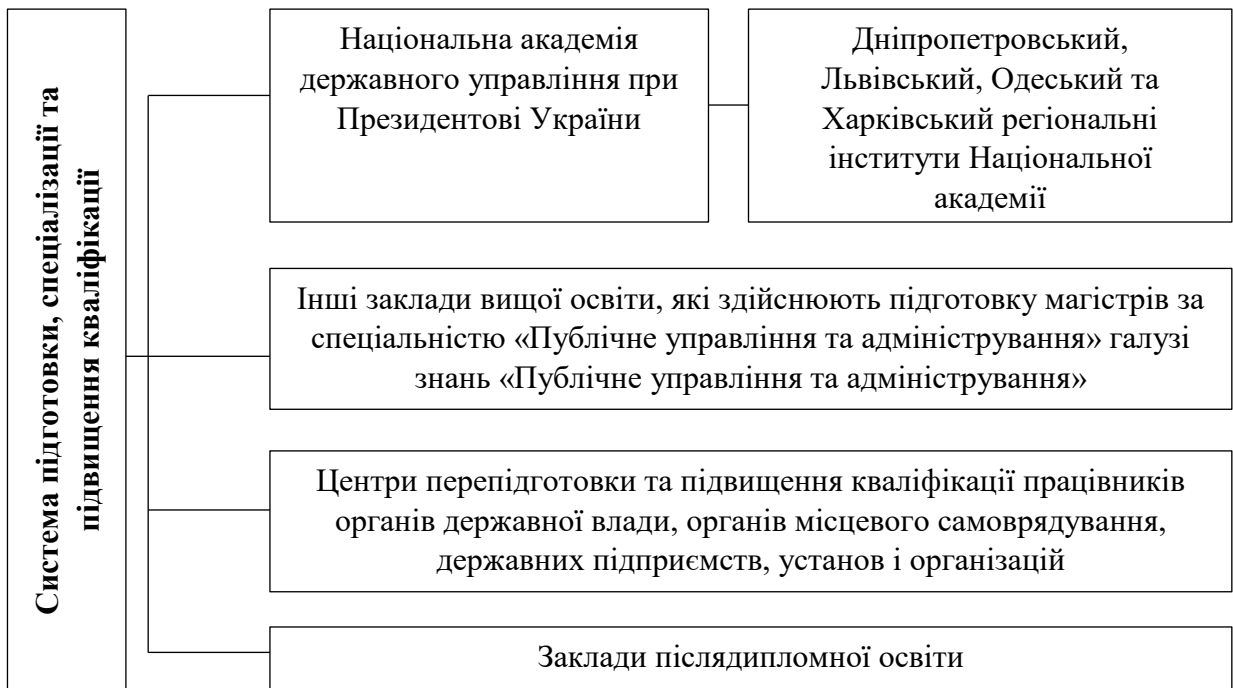 Система підготовки, спеціалізації та
підвищення кваліфікації
Національна академія
державного управління при
Президентові України
Дніпропетровський,
Львівський, Одеський та
Харківський регіональні
інститути Національної
академії
Інші заклади вищої освіти, які здійснюють підготовку магістрів за
спеціальністю «Публічне управління та адміністрування» галузі
знань «Публічне управління та адміністрування»
Центри перепідготовки та підвищення кваліфікації працівників
органів державної влади, органів місцевого самоврядування,
державних підприємств, установ і організацій
Заклади післядипломної освіти